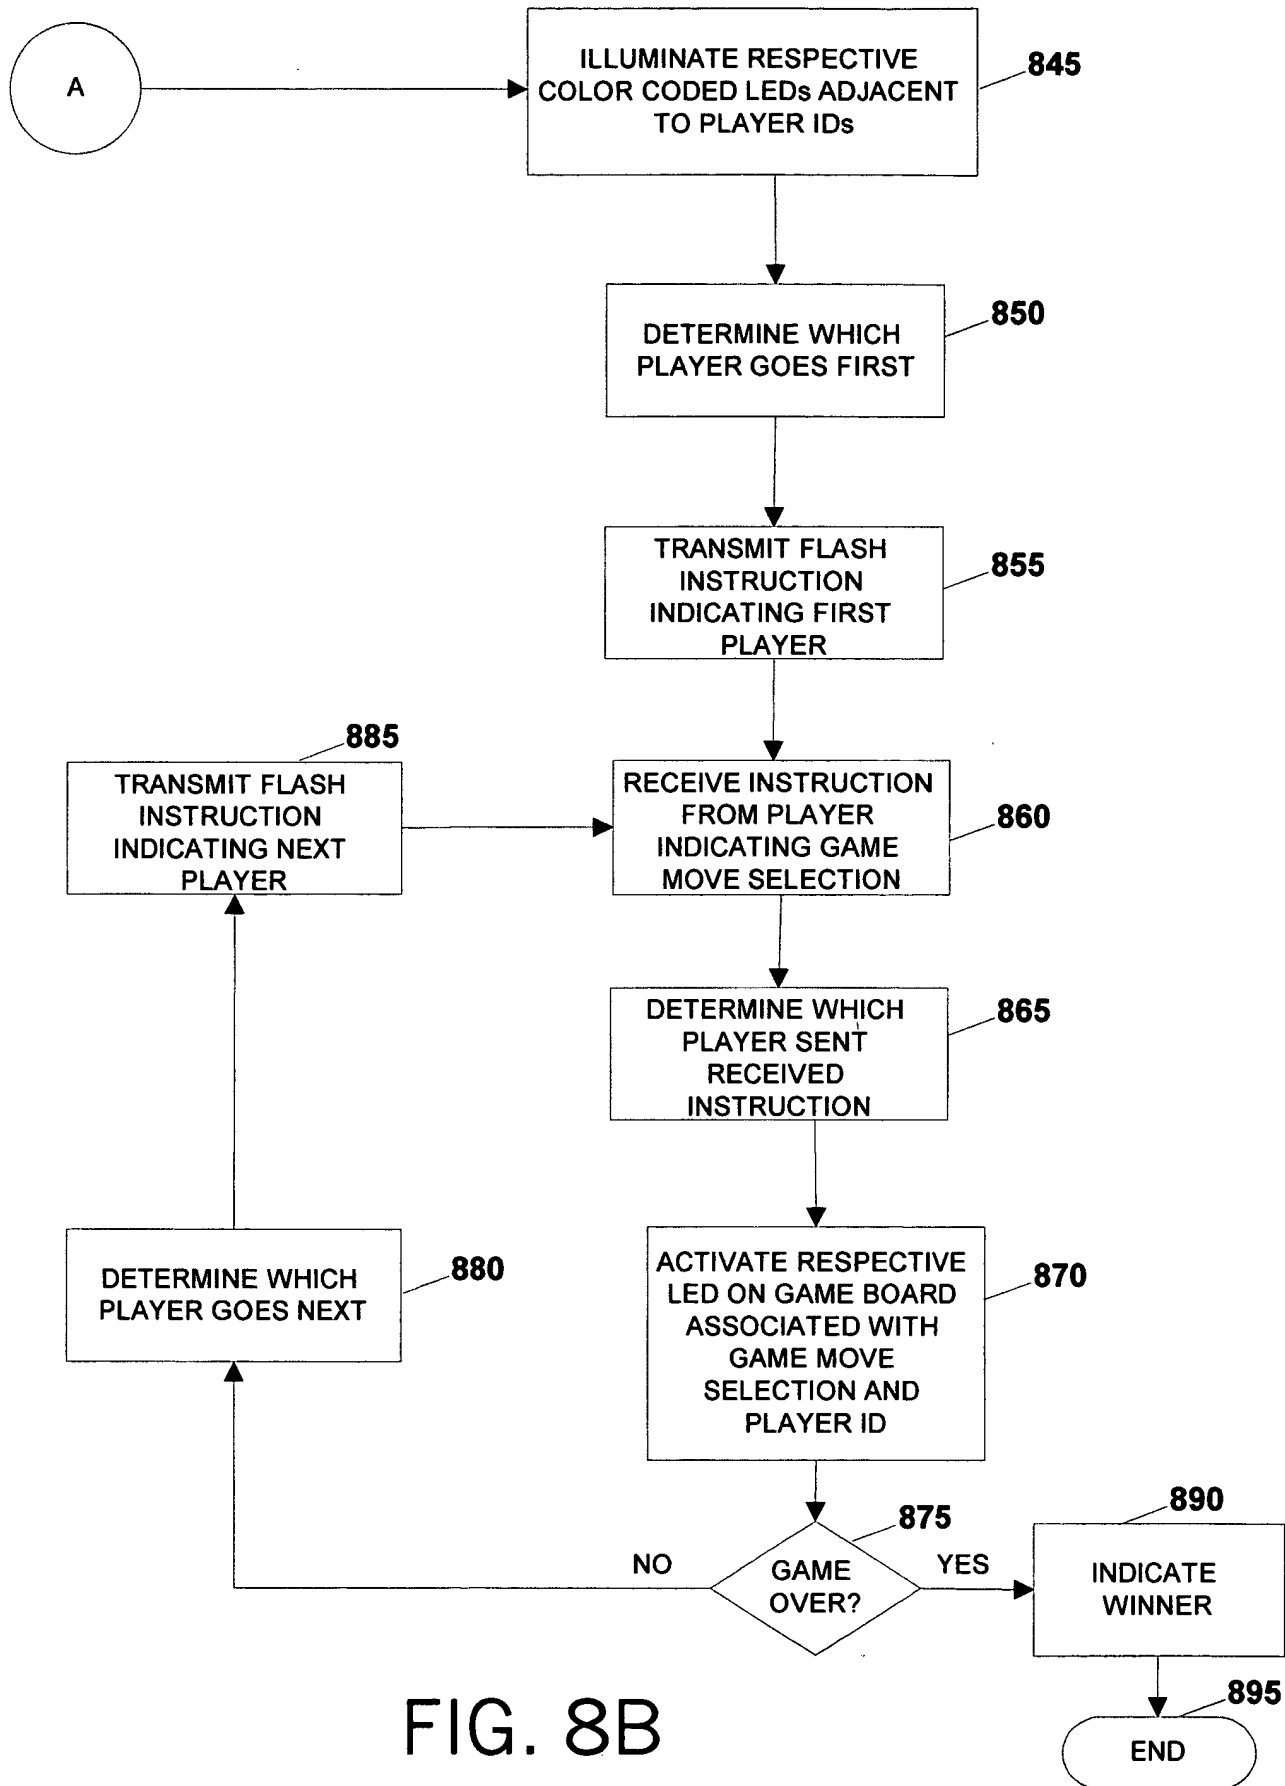 A
ILLUMINATE RESPECTIVE
COLOR CODED LEDs ADJACENT
TO PLAYER IDs
845
DETERMINE WHICH
PLAYER GOES FIRST
850
TRANSMIT FLASH
INSTRUCTION
INDICATING FIRST
PLAYER
855
885
TRANSMIT FLASH
INSTRUCTION
INDICATING NEXT
PLAYER
RECEIVE INSTRUCTION
FROM PLAYER
INDICATING GAME
MOVE SELECTION
860
DETERMINE WHICH
PLAYER SENT
RECEIVED
INSTRUCTION
865
DETERMINE WHICH
PLAYER GOES NEXT
880
ACTIVATE RESPECTIVE
LED ON GAME BOARD
ASSOCIATED WITH
GAME MOVE
SELECTION AND
PLAYER ID
870
875
NO
GAME
OVER?
YES
890
INDICATE
WINNER
895
END
FIG. 8B